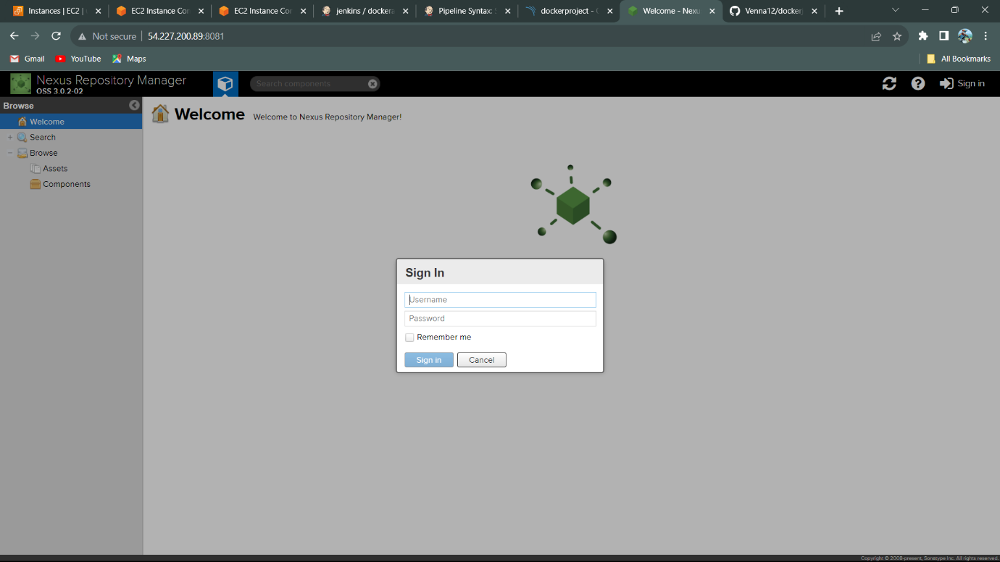 Instances | EC2 |
EC2 Instance Con
EC2 Instance Con
jenkins / dockera
Pipeline Syntax:
dockerproject -
Welcome - Nexu
Venna12/docker
Not secure
54.227.200.89:8081
Gmail
YouTube
Maps
All Bookmarks
Nexus Repository Manager
OSS 3.0.2-02
Search components
Sign in
Browse
Welcome
Search
Browse
Assets
Components
Welcome Welcome to Nexus Repository Manager!
Sign In
Username
Password
Remember me
Sign in
Cancel
Copyright © 2008-present, Sonatype Inc. All rights reserved.